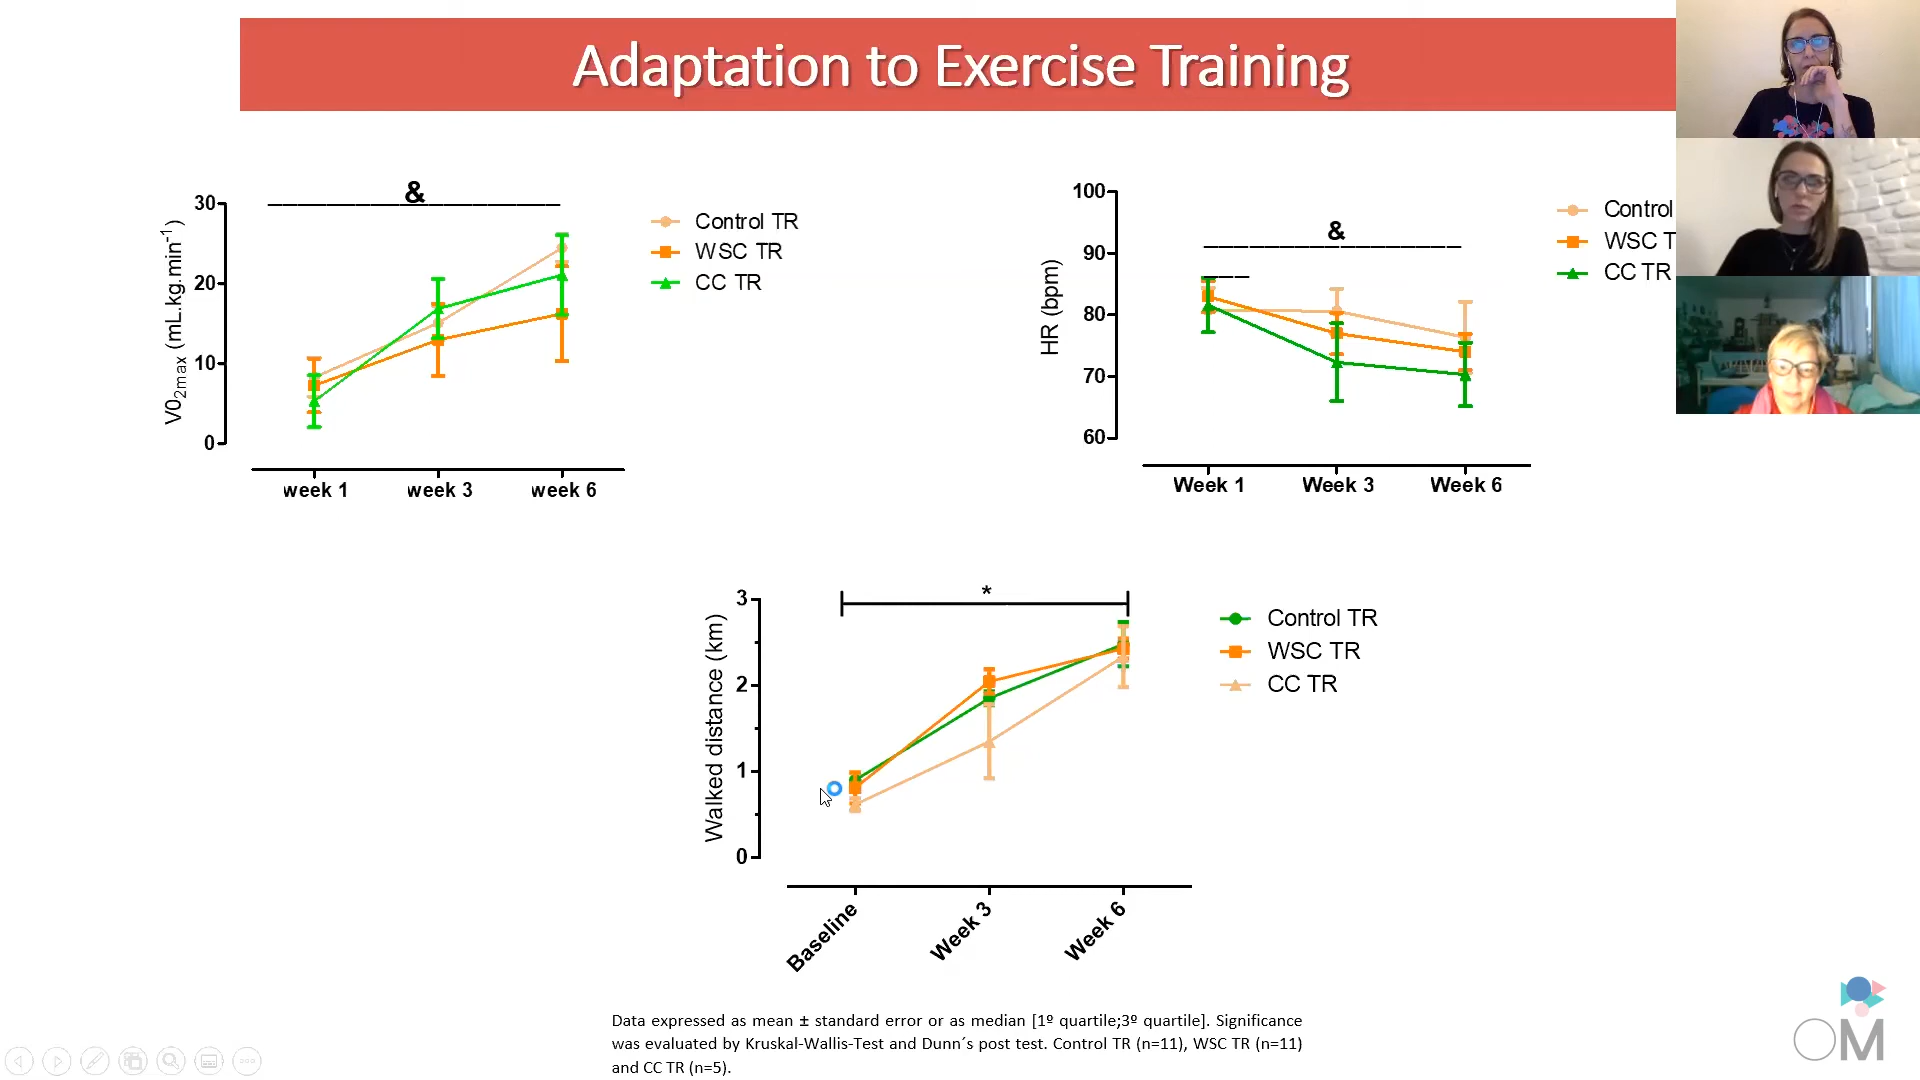 Adaptation to Exercise Training
&
30
20
10
0
V02max (mL.kg.min-1)
week 1 week 3 week 6
Control TR
WSC TR
CC TR
&
100
90
80
70
60
HR (bpm)
Week 1 Week 3 Week 6
Control
WSC T
CC TR
*
3
2
1
0
Walked distance (km)
Baseline Week 3 Week 6
Control TR
WSC TR
CC TR
Data expressed as mean ± standard error or as median [1º quartile;3º quartile]. Significance
was evaluated by Kruskal-Wallis-Test and Dunn´s post test. Control TR (n=11), WSC TR (n=11)
and CC TR (n=5).
OM